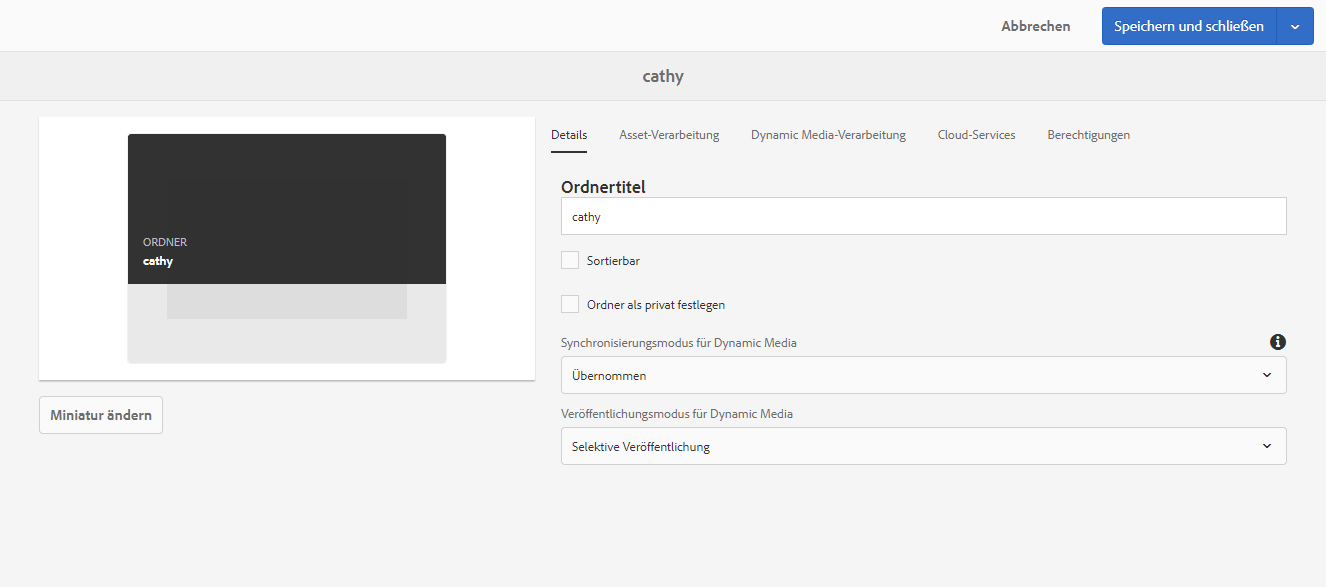 Abbrechen
Speichern und schließen
cathy
ORDNER
cathy
Miniatur ändern
Details Asset-Verarbeitung Dynamic Media-Verarbeitung Cloud-Services Berechtigungen
Ordnertitel
cathy
Sortierbar
Ordner als privat festlegen
Synchronisierungsmodus für Dynamic Media
Übernommen
Veröffentlichungsmodus für Dynamic Media
Selektive Veröffentlichung